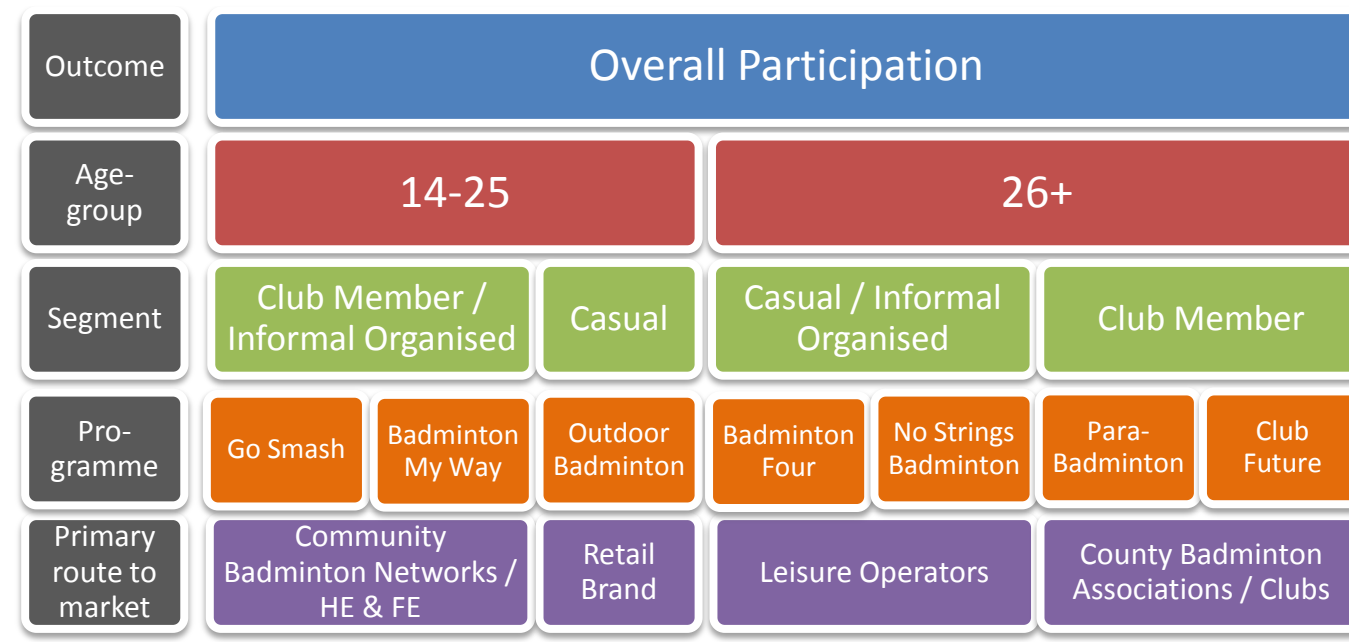 Outcome
Overall Participation
Age-
group
14-25
26+
Segment
Club Member /
Informal Organised
Casual
Casual / Informal
Organised
Club Member
Pro-
gramme
Go Smash
Badminton
My Way
Outdoor
Badminton
Badminton
Four
No Strings
Badminton
Para-
Badminton
Club
Future
Primary
route to
market
Community
Badminton Networks /
HE & FE
Retail
Brand
Leisure Operators
County Badminton
Associations / Clubs